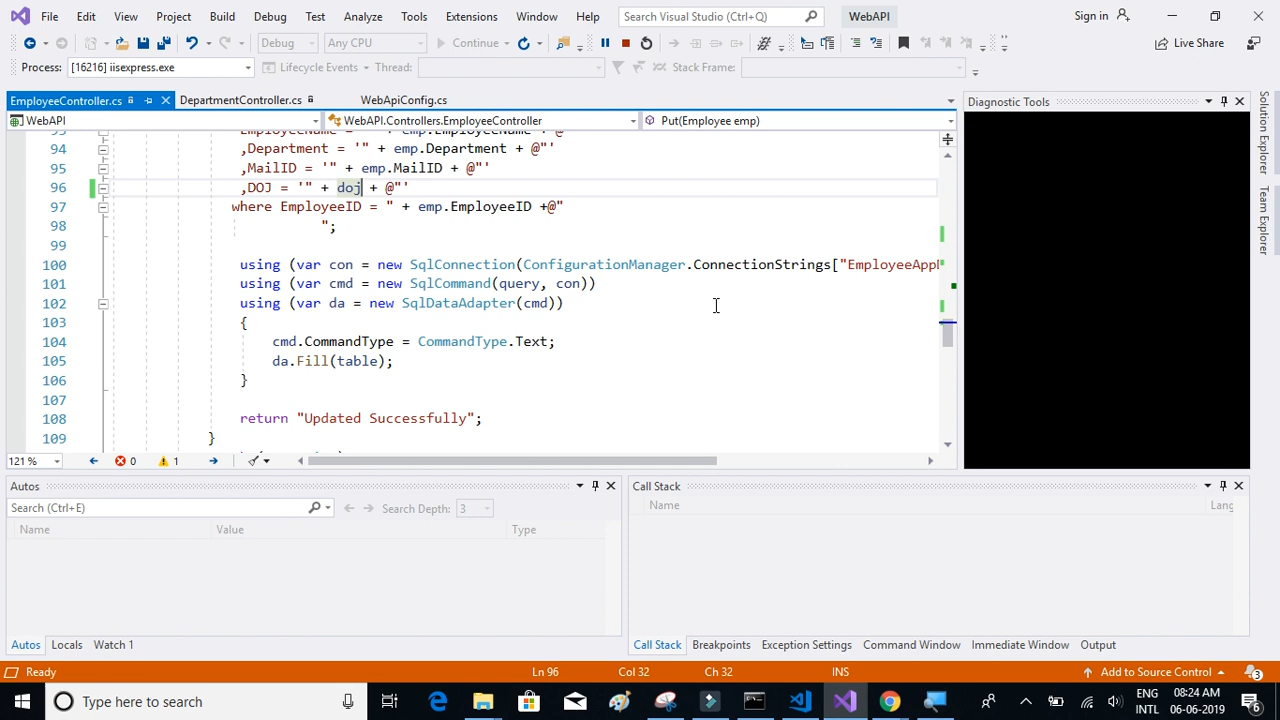 File Edit View Project Build Debug Test Analyze Tools Extensions Window Help Search Visual Studio (Ctrl+Q) WebAPI Sign in
Debug Any CPU Continue Live Share
Process: [16216] iisexpress.exe Lifecycle Events Thread: Stack Frame:
EmployeeController.cs DepartmentController.cs WebApiConfig.cs Diagnostic Tools
WebAPI WebAPI.Controllers.EmployeeController Put(Employee emp)
94 ,Department = '" + emp.Department + @"'
95 ,MailID = '" + emp.MailID + @"'
96 ,DOJ = '" + doj + @"'
97 where EmployeeID = " + emp.EmployeeID +@"
98 ";
99
100 using (var con = new SqlConnection(ConfigurationManager.ConnectionStrings["EmployeeApp
101 using (var cmd = new SqlCommand(query, con))
102 using (var da = new SqlDataAdapter(cmd))
103 {
104 cmd.CommandType = CommandType.Text;
105 da.Fill(table);
106 }
107
108 return "Updated Successfully";
109 }
121 % 0 1
Solution Explorer
Team Explorer
Autos
Search (Ctrl+E) Search Depth: 3
Name Value Type
Autos Locals Watch 1
Call Stack
Name Lang
Call Stack Breakpoints Exception Settings Command Window Immediate Window Output
Ready Ln 96 Col 32 Ch 32 INS Add to Source Control 3
Type here to search
ENG INTL 08:24 AM 06-06-2019 6